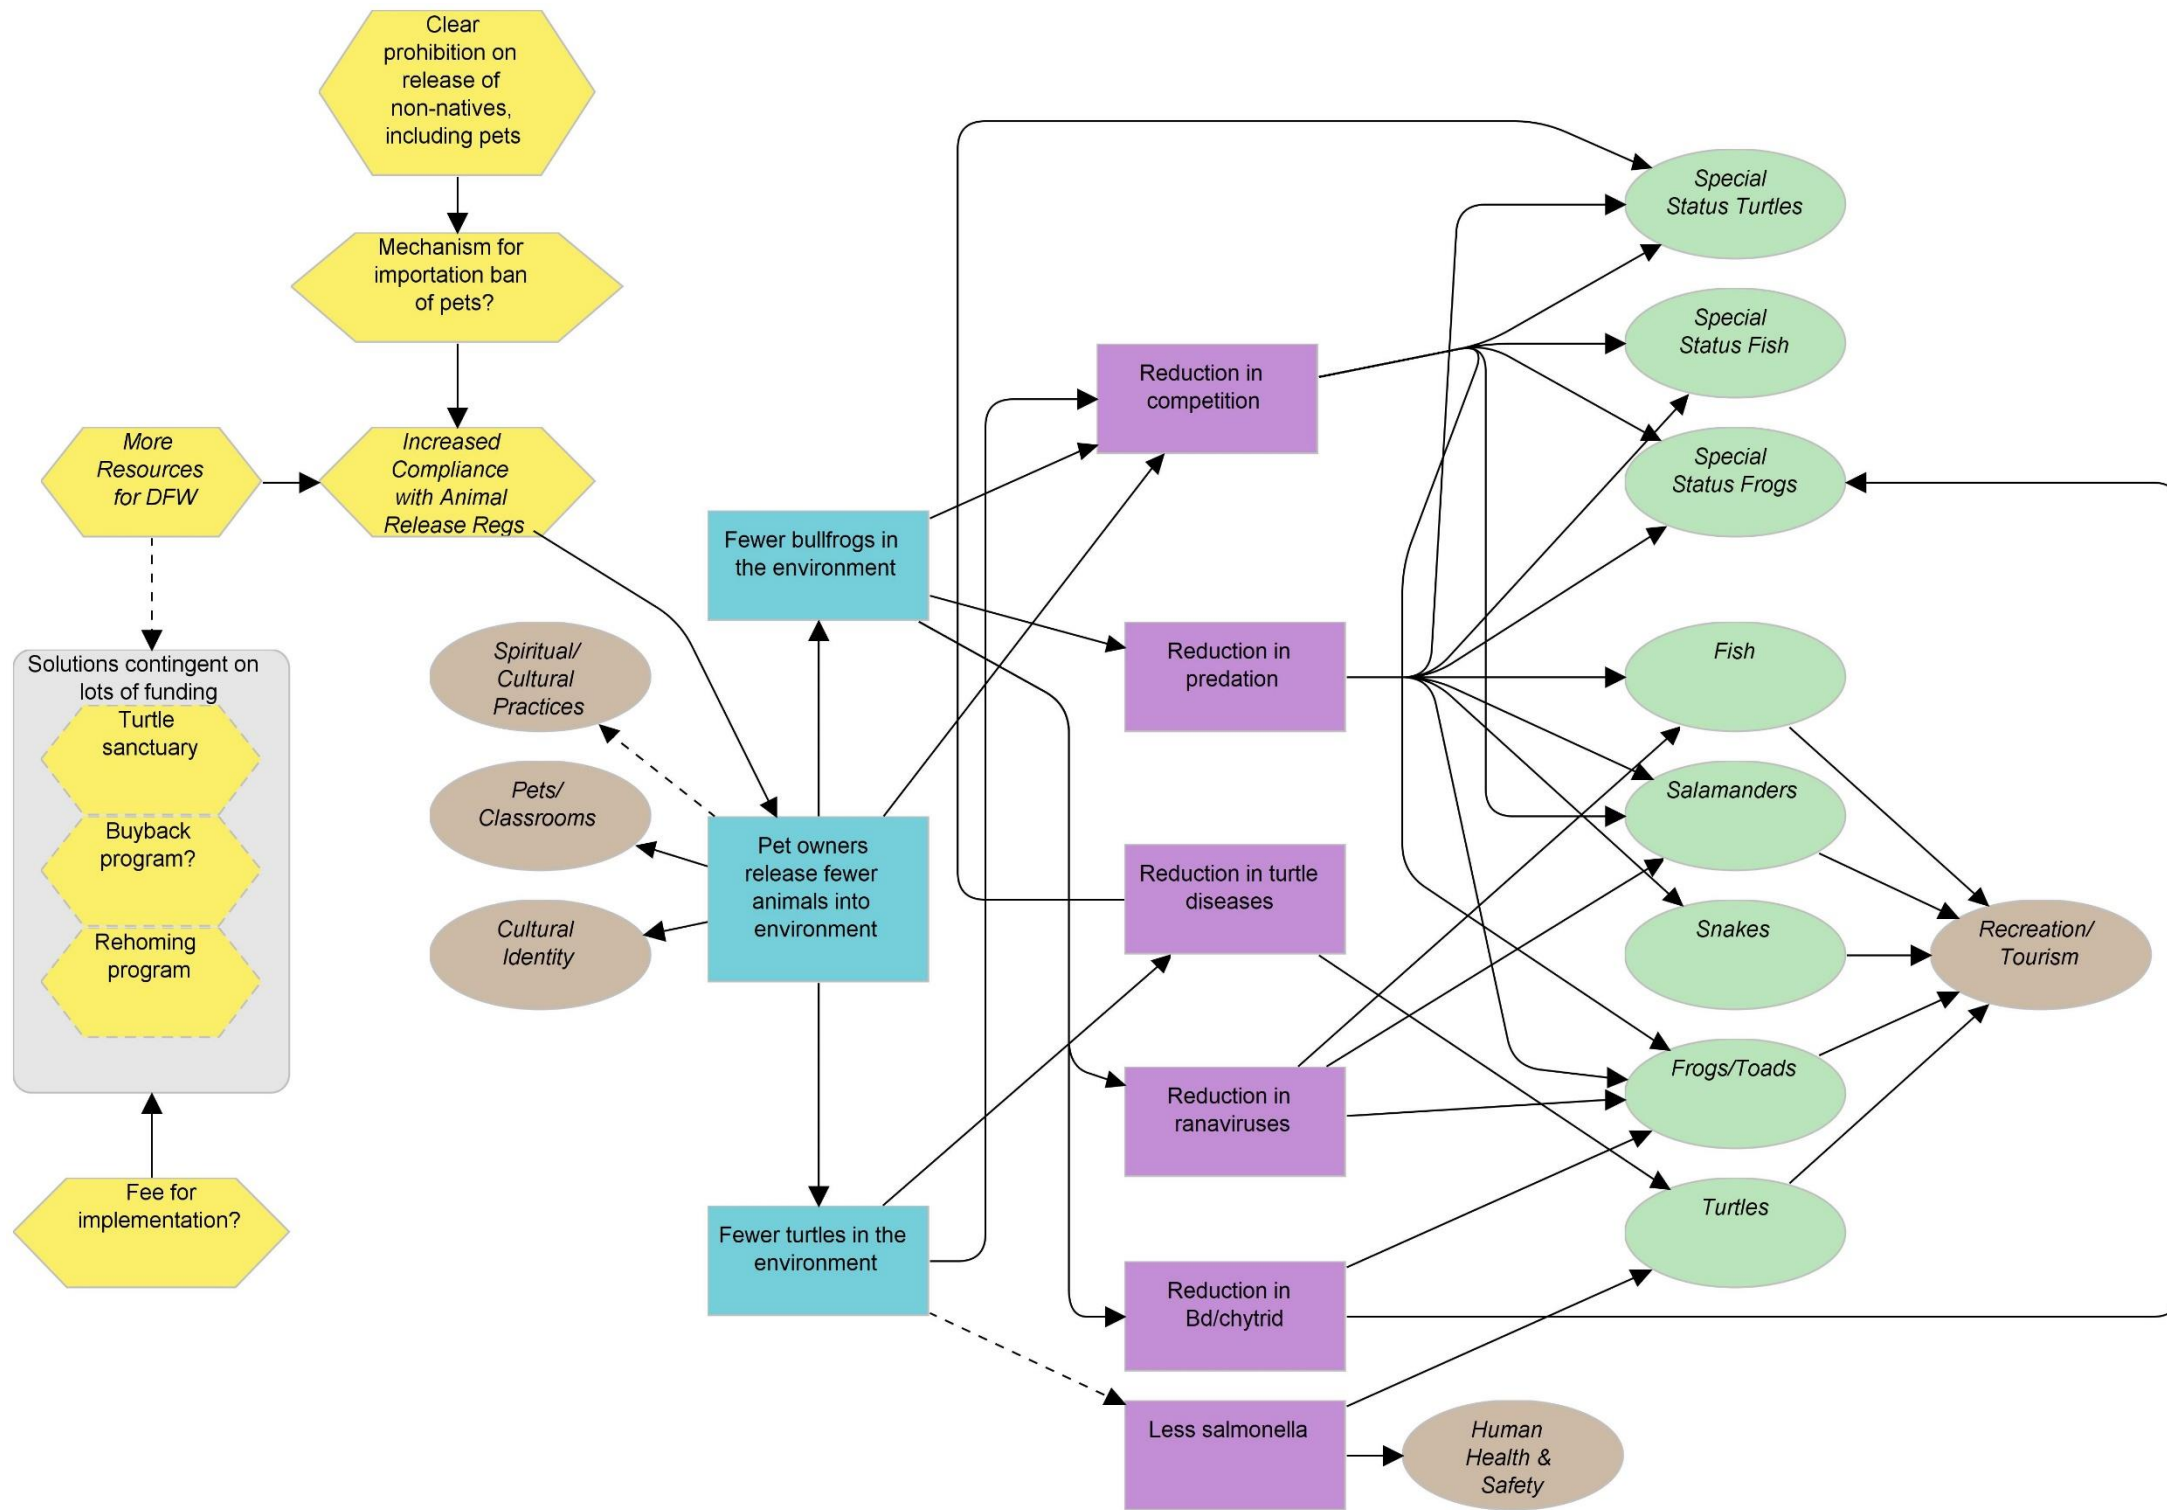 Clear
prohibition on
release of
non-natives,
including pets
Mechanism for
importation ban
of pets?
More
Resources
for DFW
Increased
Compliance
with Animal
Release Regs
Solutions contingent on
lots of funding
Turtle
sanctuary
Buyback
program?
Rehoming
program
Fee for
implementation?
Spiritual/
Cultural
Practices
Pets/
Classrooms
Cultural
Identity
Fewer bullfrogs in
the environment
Pet owners
release fewer
animals into
environment
Fewer turtles in the
environment
Reduction in
competition
Reduction in
predation
Reduction in turtle
diseases
Reduction in
ranaviruses
Reduction in
Bd/chytrid
Less salmonella
Special
Status Turtles
Special
Status Fish
Special
Status Frogs
Fish
Salamanders
Snakes
Frogs/Toads
Turtles
Recreation/
Tourism
Human
Health &
Safety